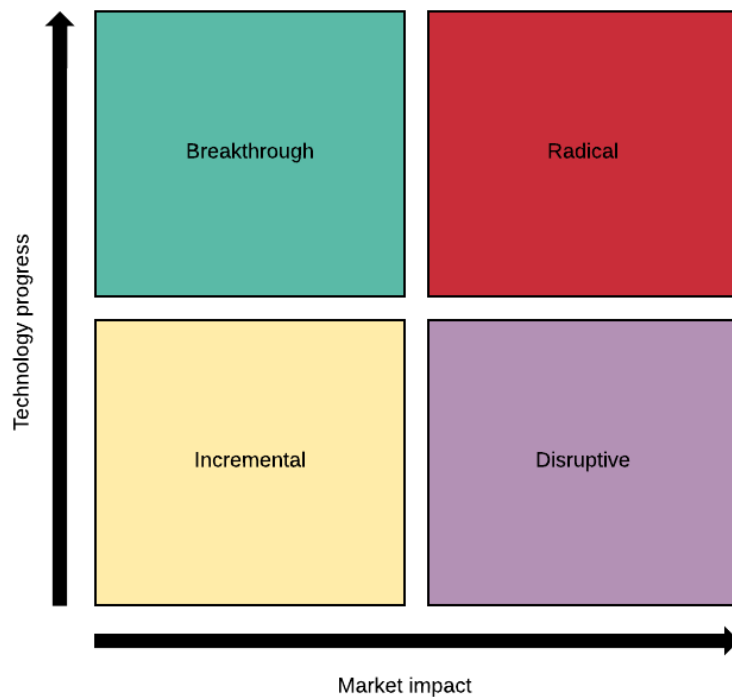 Breakthrough
Radical
Technology progress
Incremental
Disruptive
Market impact